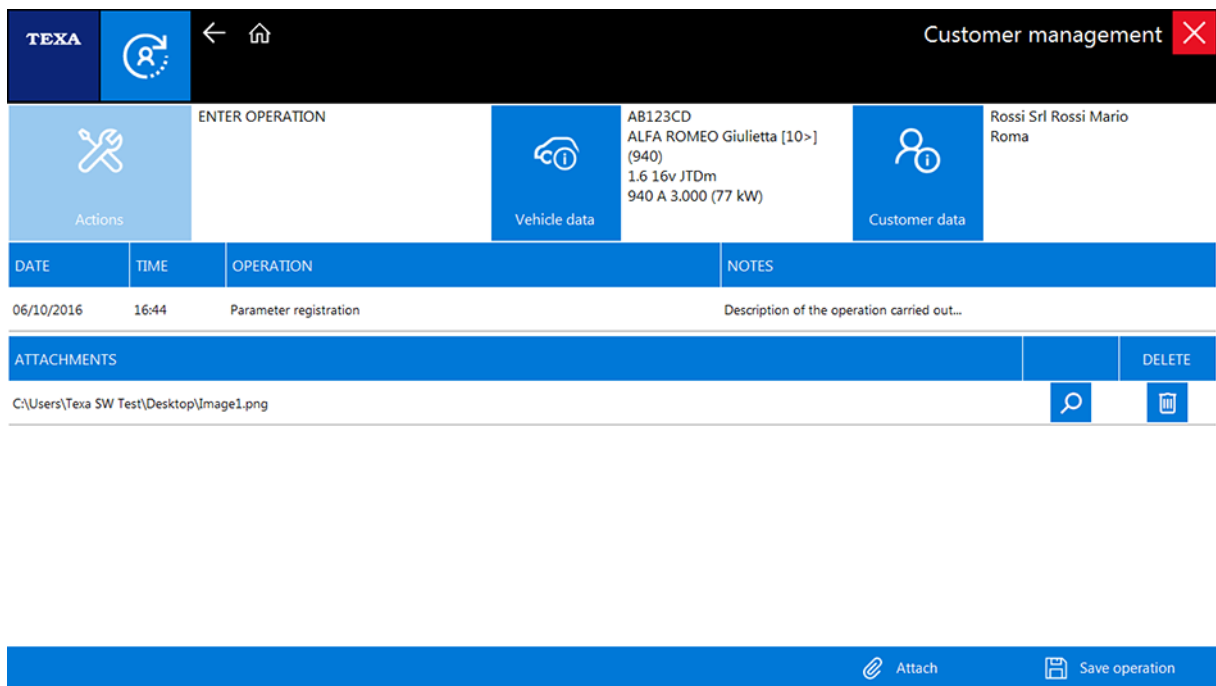 TEXA
Customer management
Actions
ENTER OPERATION
Vehicle data
AB123CD
ALFA ROMEO Giulietta [10>]
(940)
1.6 16v JTDm
940 A 3.000 (77 kW)
Customer data
Rossi Srl Rossi Mario
Roma
DATE TIME OPERATION NOTES
06/10/2016 16:44 Parameter registration Description of the operation carried out...
ATTACHMENTS DELETE
C:\Users\Texa SW Test\Desktop\Image1.png
Attach Save operation